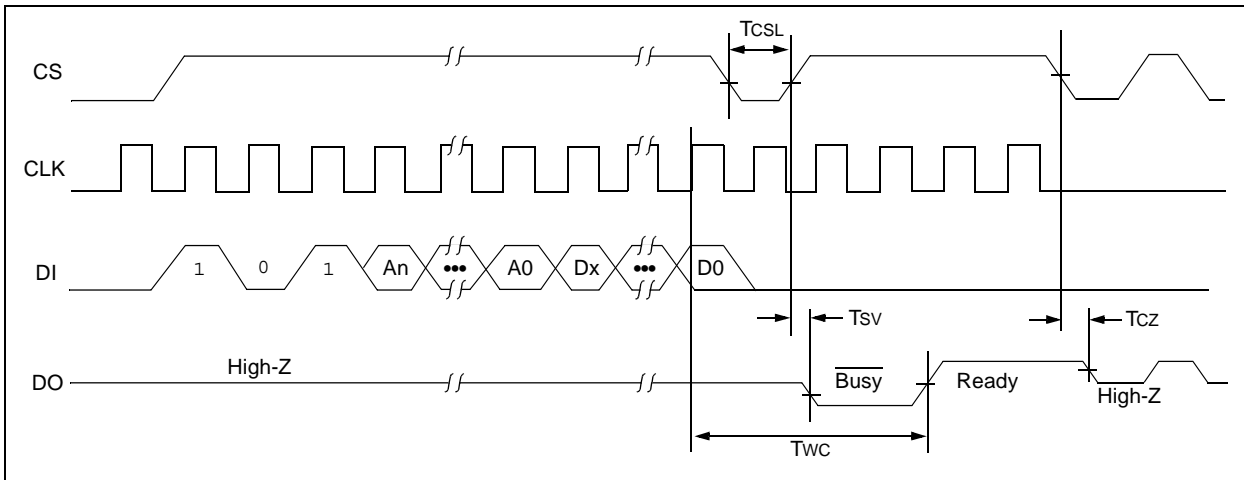 TCSL
CS
CLK
DI
1 0 1 An ••• A0 Dx ••• D0
TSV
TCZ
DO
High-Z
Busy
Ready
High-Z
TWC